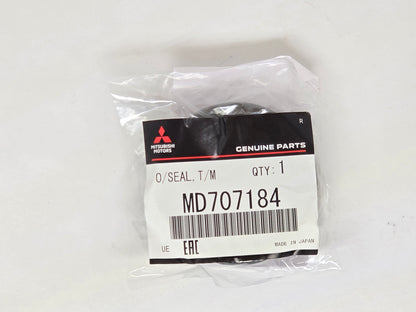 R
MITSUBISHI
MOTORS
GENUINE PARTS
O/SEAL,T/M QTY: 1
MD707184
UE EAC MADE IN JAPAN